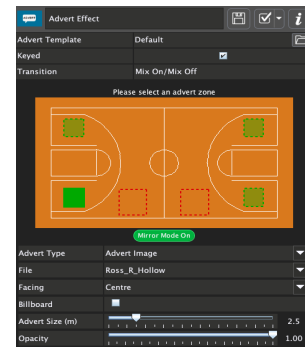 ADVERT Advert Effect
Advert Template Default
Keyed
Transition Mix On/Mix Off
Please select an advert zone
Mirror Mode On
Advert Type Advert Image
File Ross_R_Hollow
Facing Centre
Billboard
Advert Size (m) 2.5
Opacity 1.00